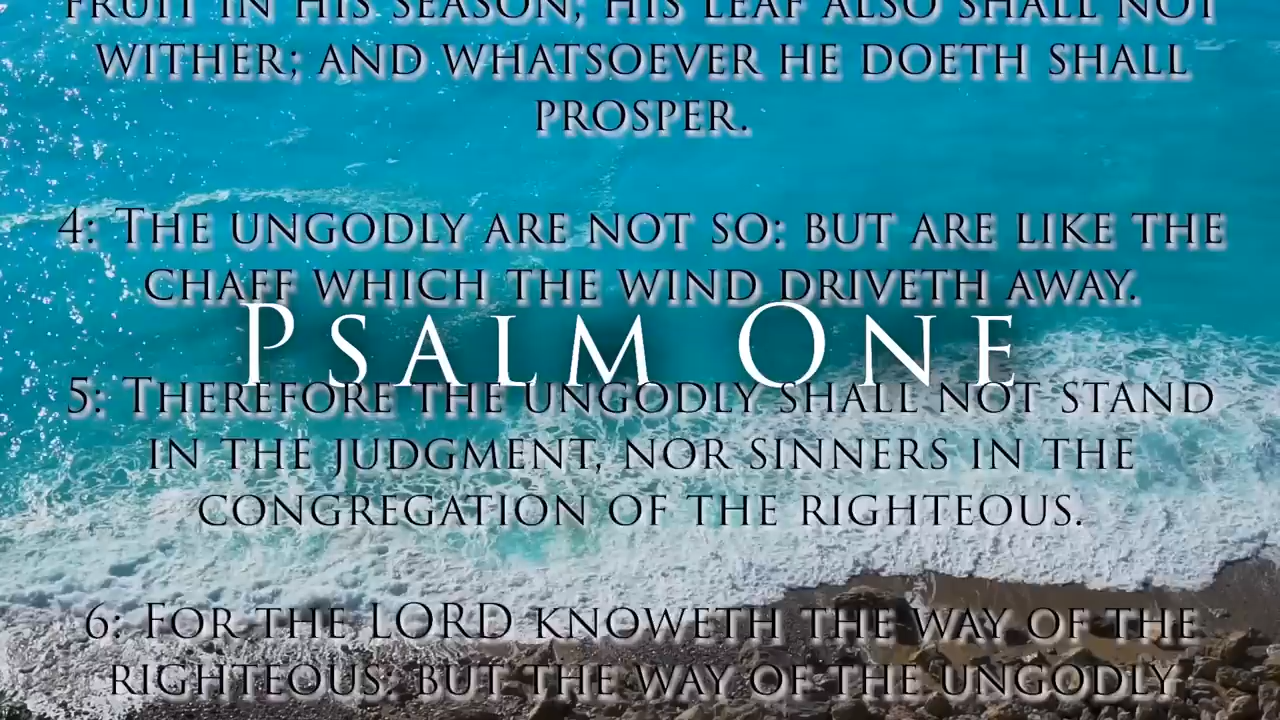 FRUIT IN HIS SEASON; HIS LEAF ALSO SHALL NOT
WITHER; AND WHATSOEVER HE DOETH SHALL
PROSPER.
4: THE UNGODLY ARE NOT SO: BUT ARE LIKE THE
CHAFF WHICH THE WIND DRIVETH AWAY.
PSALM ONE
5: THEREFORE THE UNGODLY SHALL NOT STAND
IN THE JUDGMENT, NOR SINNERS IN THE
CONGREGATION OF THE RIGHTEOUS.
6: FOR THE LORD KNOWETH THE WAY OF THE
RIGHTEOUS: BUT THE WAY OF THE UNGODLY